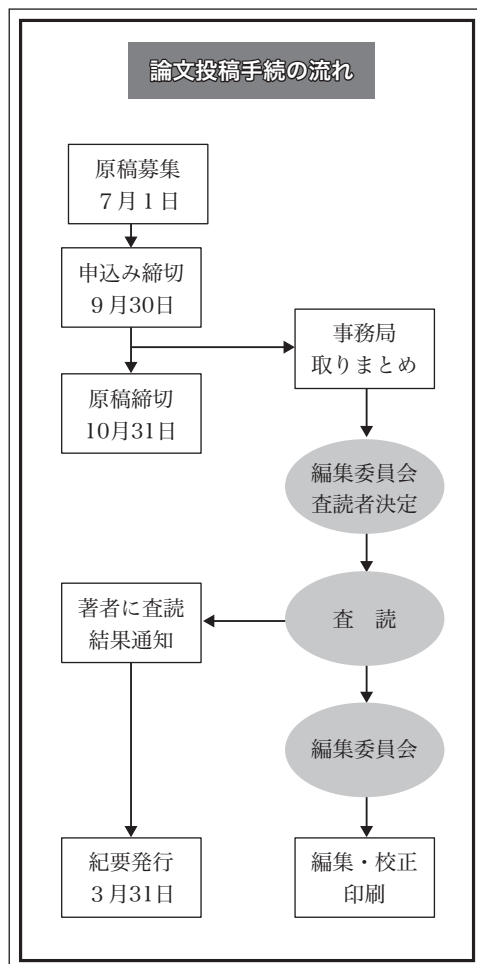 論文投稿手続の流れ
原稿募集
7月1日
申込み締切
9月30日
事務局
取りまとめ
原稿締切
10月31日
編集委員会
査読者決定
著者に査読
結果通知
査　読
編集委員会
紀要発行
3月31日
編集・校正
印刷